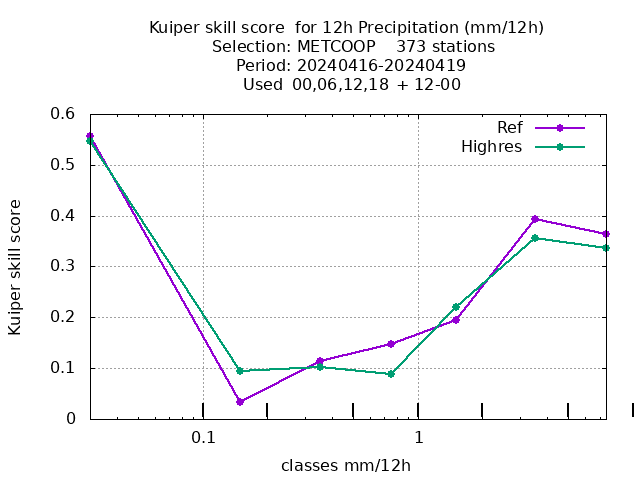 Kuiper skill score  for 12h Precipitation (mm/12h)
Selection: METCOOP    373 stations
Period: 20240416-20240419
Used  00,06,12,18 + 12-00
Ref
Highres
0.6
0.5
0.4
0.3
0.2
0.1
0
Kuiper skill score
0.1
1
classes mm/12h